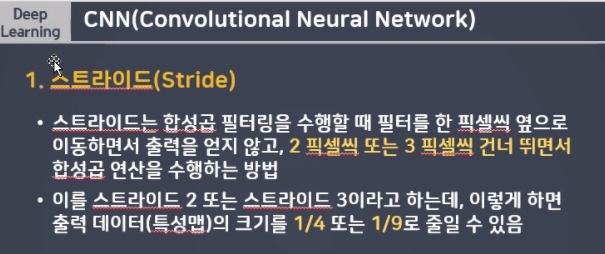 Deep
Learning
CNN(Convolutional Neural Network)
1. 스트라이드(Stride)
• 스트라이드는 합성곱 필터링을 수행할 때 필터를 한 픽셀씩 옆으로
이동하면서 출력을 얻지 않고, 2 픽셀씩 또는 3 픽셀씩 건너 뛰면서
합성곱 연산을 수행하는 방법
• 이를 스트라이드 2 또는 스트라이드 3이라고 하는데, 이렇게 하면
출력 데이터(특성맵)의 크기를 1/4 또는 1/9로 줄일 수 있음